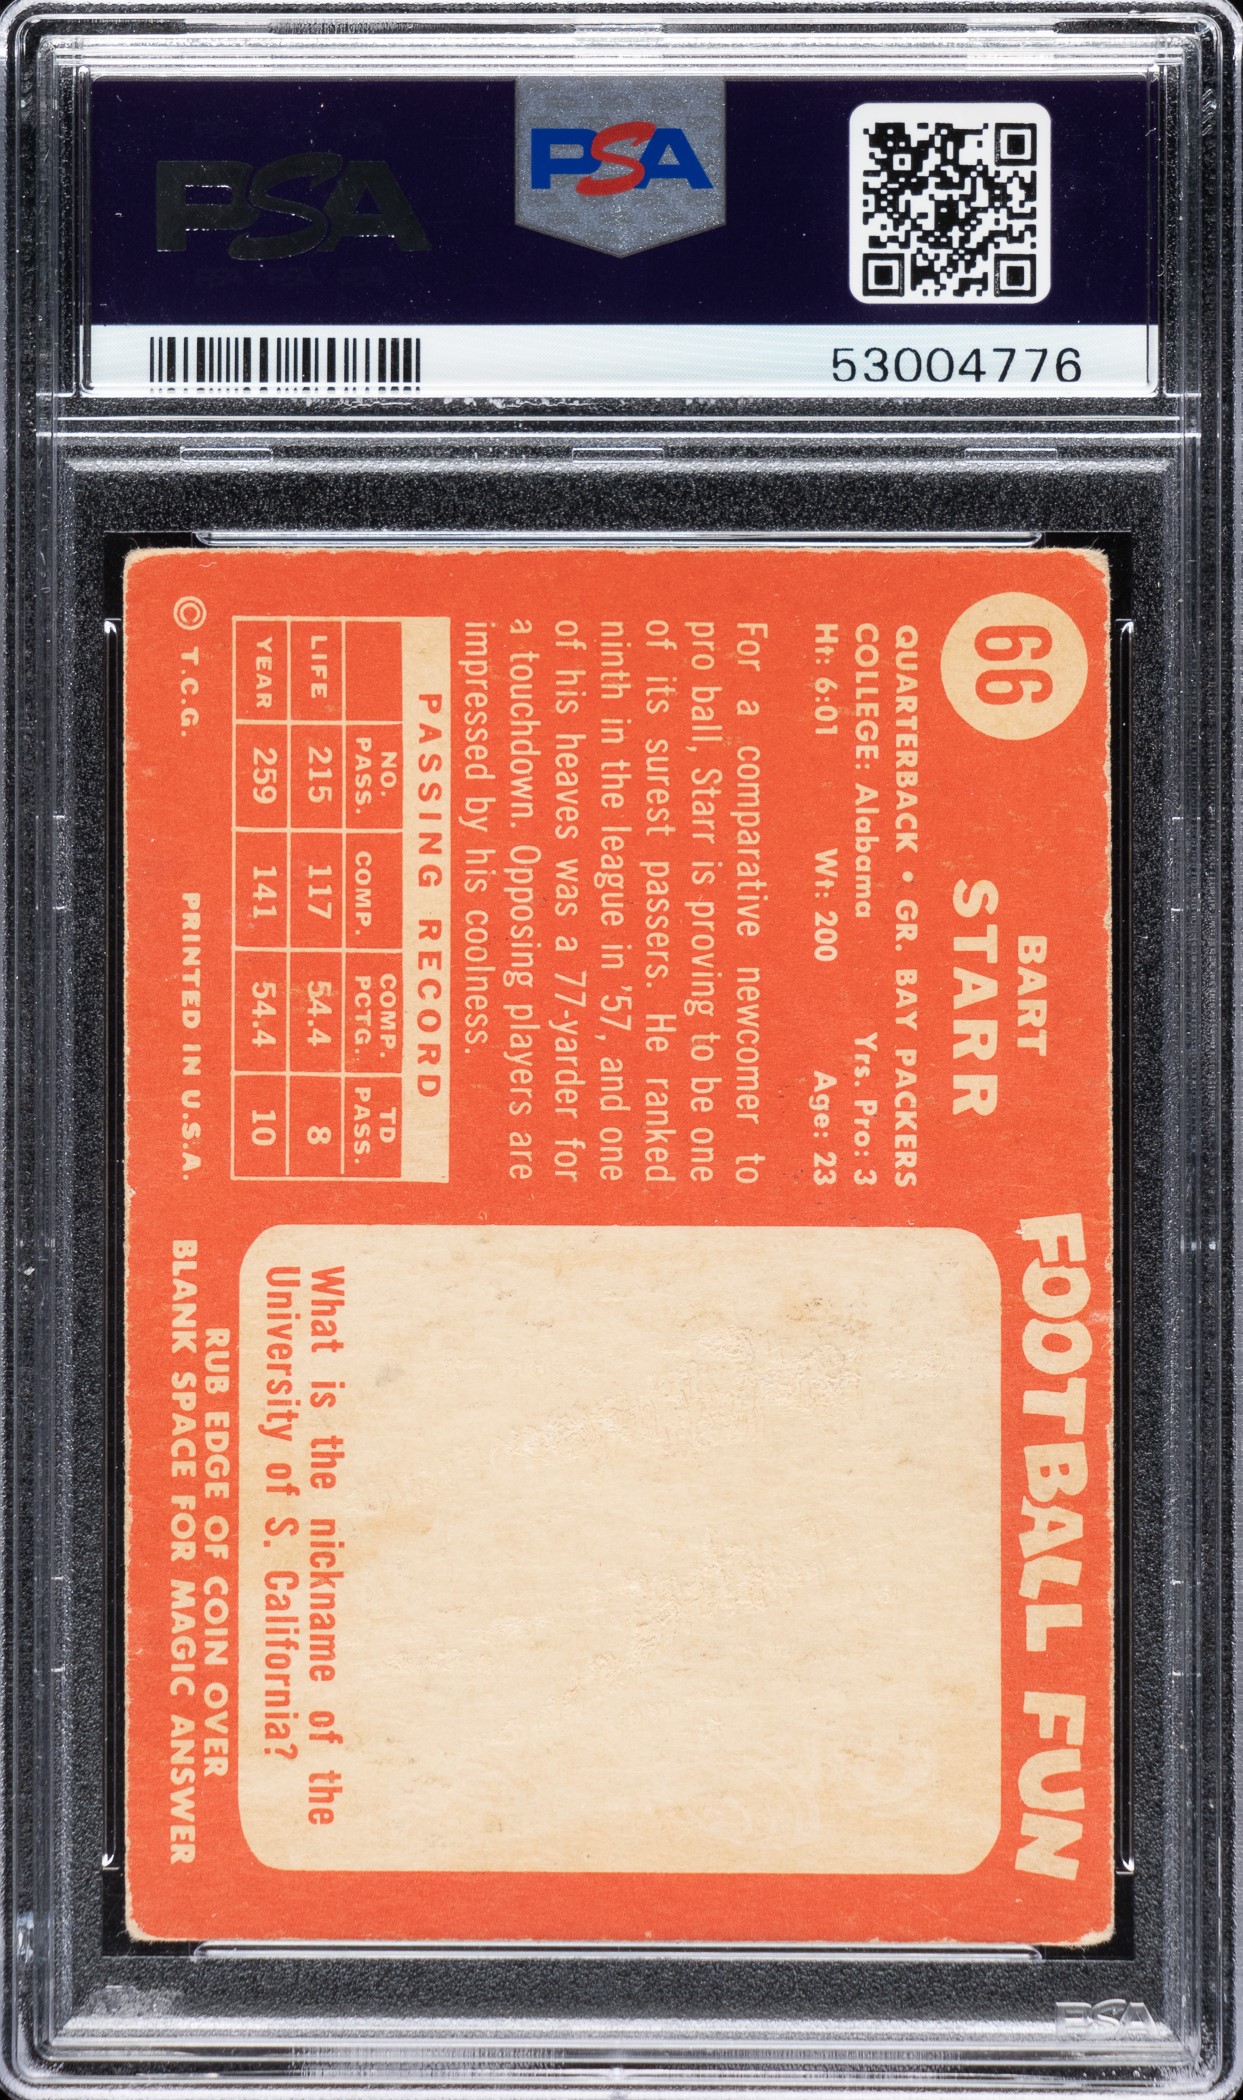 PSA
PSA
53004776
66
BART
STARR
QUARTERBACK • GR. BAY PACKERS
COLLEGE: Alabama Yrs. Pro: 3
Ht: 6:01 Wt: 200 Age: 23
For a comparative newcomer to
pro ball, Starr is proving to be one
of its surest passers. He ranked
ninth in the league in '57, and one
of his heaves was a 77-yarder for
a touchdown. Opposing players are
impressed by his coolness.
PASSING RECORD
NO. PASS. COMP. COMP. PCTG. TD PASS.
LIFE 215 117 54.4 8
YEAR 259 141 54.4 10
© T.C.G. PRINTED IN U.S.A.
FOOTBALL FUN
What is the nickname of the
University of S. California?
RUB EDGE OF COIN OVER
BLANK SPACE FOR MAGIC ANSWER
PSA